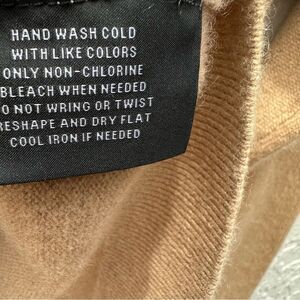 HAND WASH COLD
WITH LIKE COLORS
ONLY NON-CHLORINE
BLEACH WHEN NEEDED
DO NOT WRING OR TWIST
RESHAPE AND DRY FLAT
COOL IRON IF NEEDED